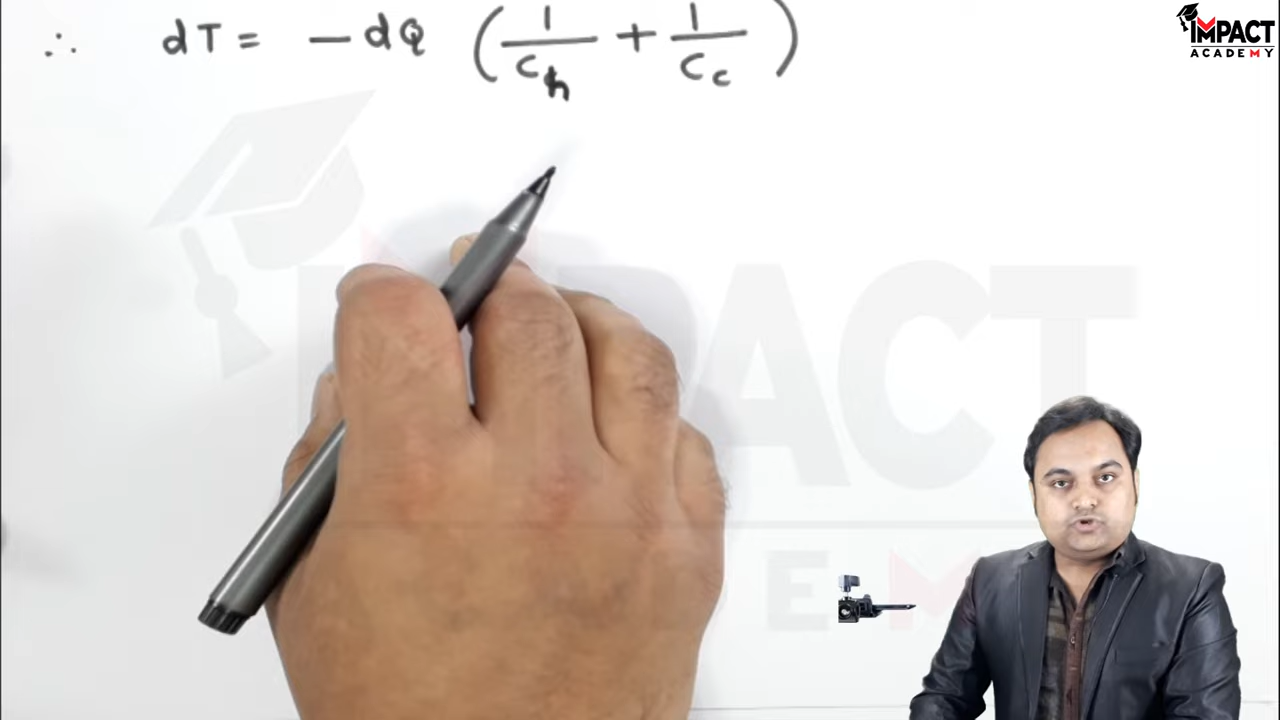 ∴ dT = - dQ ( 1/C_h + 1/C_c )
IMPACT
ACADEMY